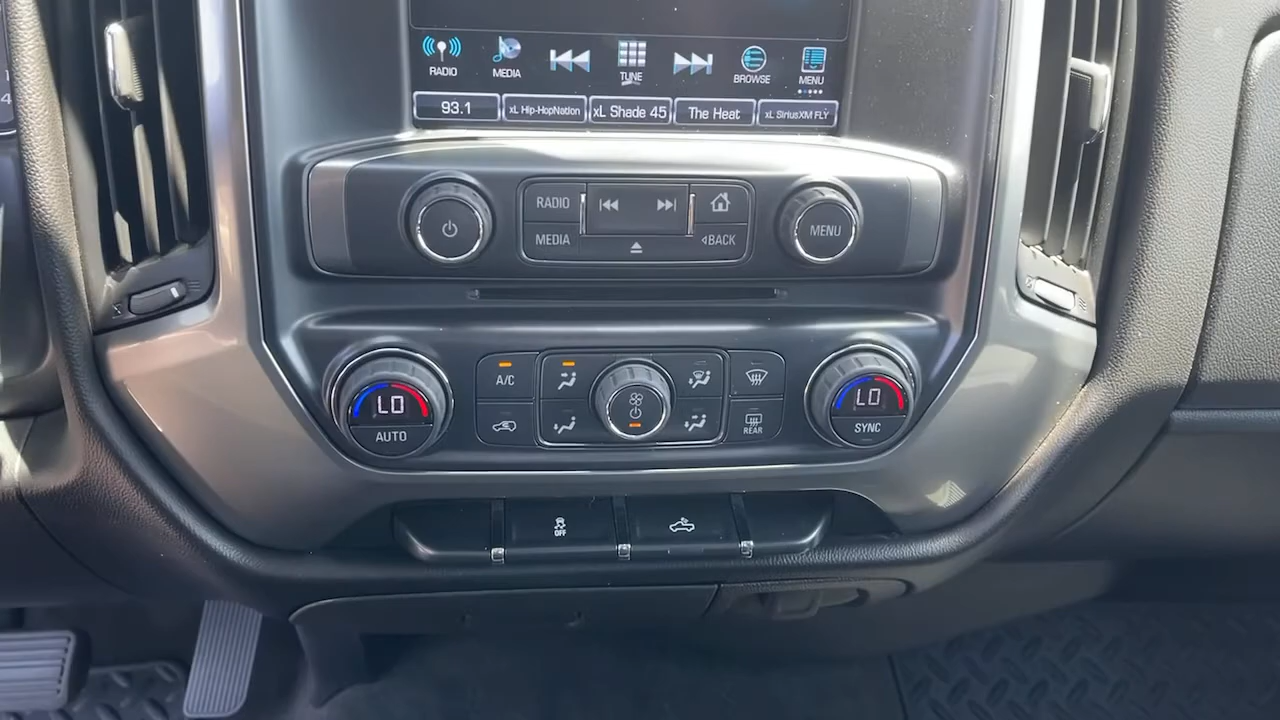 RADIO
MEDIA
TUNE
BROWSE
MENU
93.1
xL Hip-HopNation
xL Shade 45
The Heat
xL SiriusXM FLY
RADIO
MEDIA
BACK
MENU
LO
AUTO
A/C
REAR
LO
SYNC
OFF